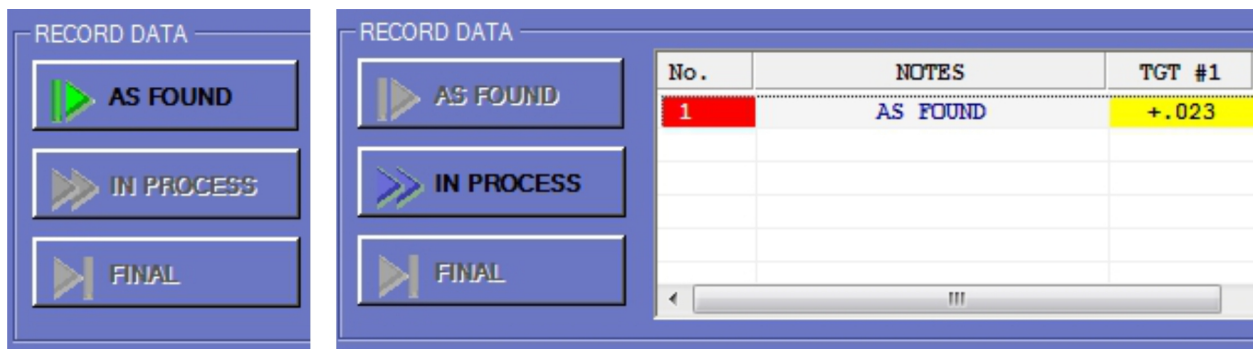 RECORD DATA
AS FOUND
IN PROCESS
FINAL
RECORD DATA
AS FOUND
IN PROCESS
FINAL
No. NOTES TGT #1
1 AS FOUND +.023